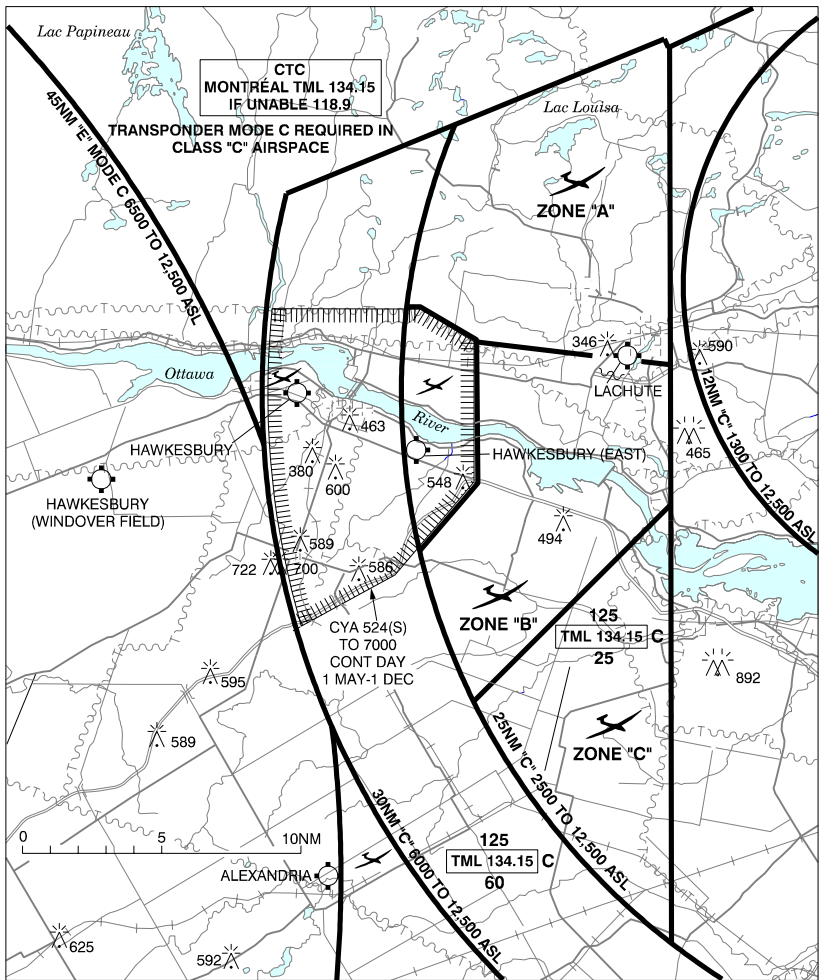 Lac Papineau
CTC
MONTRÉAL TML 134.15
IF UNABLE 118.9
TRANSPONDER MODE C REQUIRED IN
CLASS "C" AIRSPACE
Lac Louisa
45NM "E" MODE C 6500 TO 12,500 ASL
ZONE "A"
346
590
LACHUTE
12NM "C" 1300 TO 12,500 ASL
Ottawa
River
463
465
HAWKESBURY
HAWKESBURY (EAST)
380
600
548
HAWKESBURY
(WINDOVER FIELD)
494
589
722
700
586
ZONE "B"
125
TML 134.15 C
25
CYA 524(S)
TO 7000
CONT DAY
1 MAY-1 DEC
595
892
589
25NM "C" 2500 TO 12,500 ASL
ZONE "C"
0 5 10NM
30NM "C" 6000 TO 12,500 ASL
125
TML 134.15 C
60
ALEXANDRIA
625
592